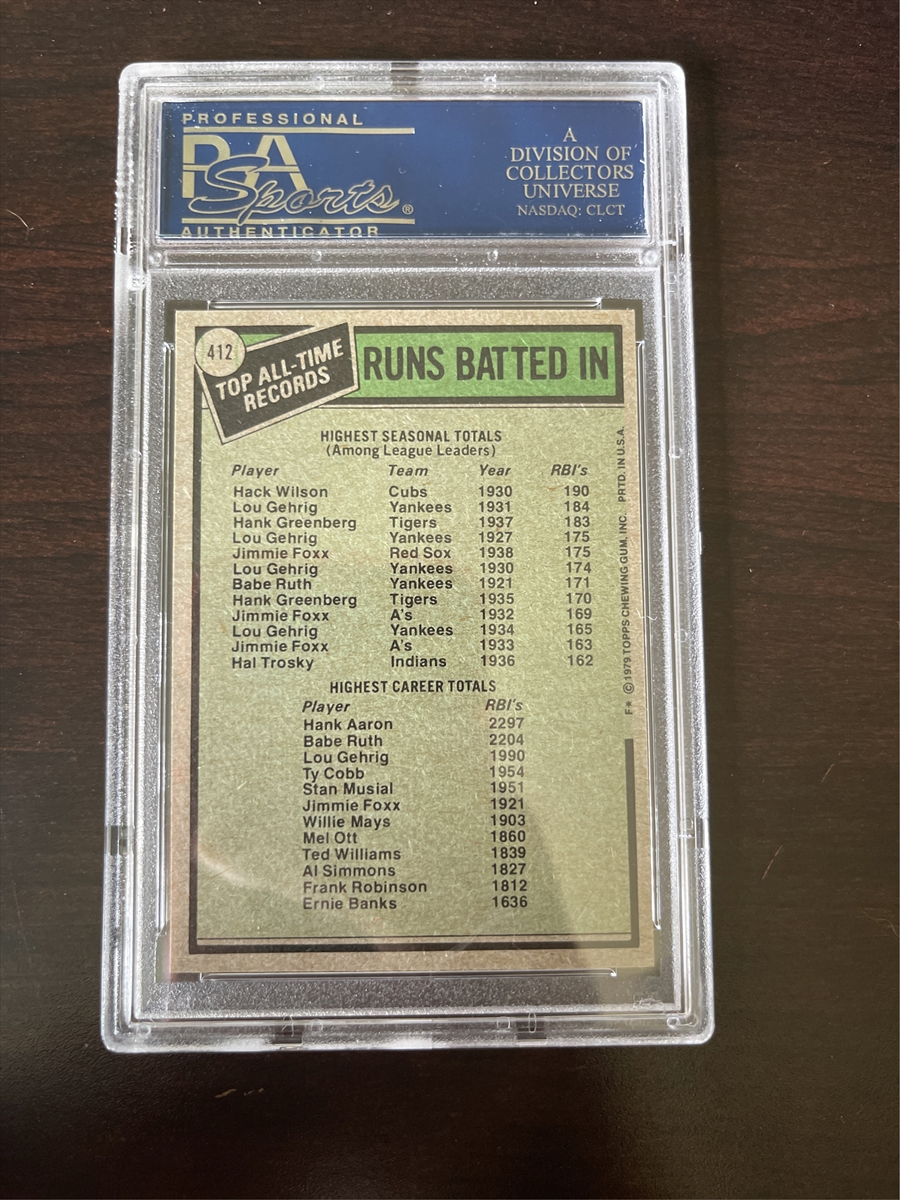 PROFESSIONAL
PSA
Sports®
AUTHENTICATOR
A
DIVISION OF
COLLECTORS
UNIVERSE
NASDAQ: CLCT
412
TOP ALL-TIME
RECORDS
RUNS BATTED IN
HIGHEST SEASONAL TOTALS
(Among League Leaders)
Player Team Year RBI's
Hack Wilson Cubs 1930 190
Lou Gehrig Yankees 1931 184
Hank Greenberg Tigers 1937 183
Lou Gehrig Yankees 1927 175
Jimmie Foxx Red Sox 1938 175
Lou Gehrig Yankees 1930 174
Babe Ruth Yankees 1921 171
Hank Greenberg Tigers 1935 170
Jimmie Foxx A's 1932 169
Lou Gehrig Yankees 1934 165
Jimmie Foxx A's 1933 163
Hal Trosky Indians 1936 162
HIGHEST CAREER TOTALS
Player RBI's
Hank Aaron 2297
Babe Ruth 2204
Lou Gehrig 1990
Ty Cobb 1954
Stan Musial 1951
Jimmie Foxx 1921
Willie Mays 1903
Mel Ott 1860
Ted Williams 1839
Al Simmons 1827
Frank Robinson 1812
Ernie Banks 1636
F* ©1979 TOPPS CHEWING GUM, INC. PRTD. IN U.S.A.